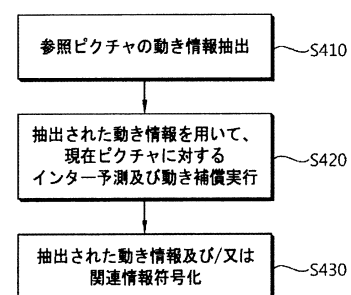 参照ピクチャの動き情報抽出
S410
抽出された動き情報を用いて、
現在ピクチャに対する
インター予測及び動き補償実行
S420
抽出された動き情報及び/又は
関連情報符号化
S430